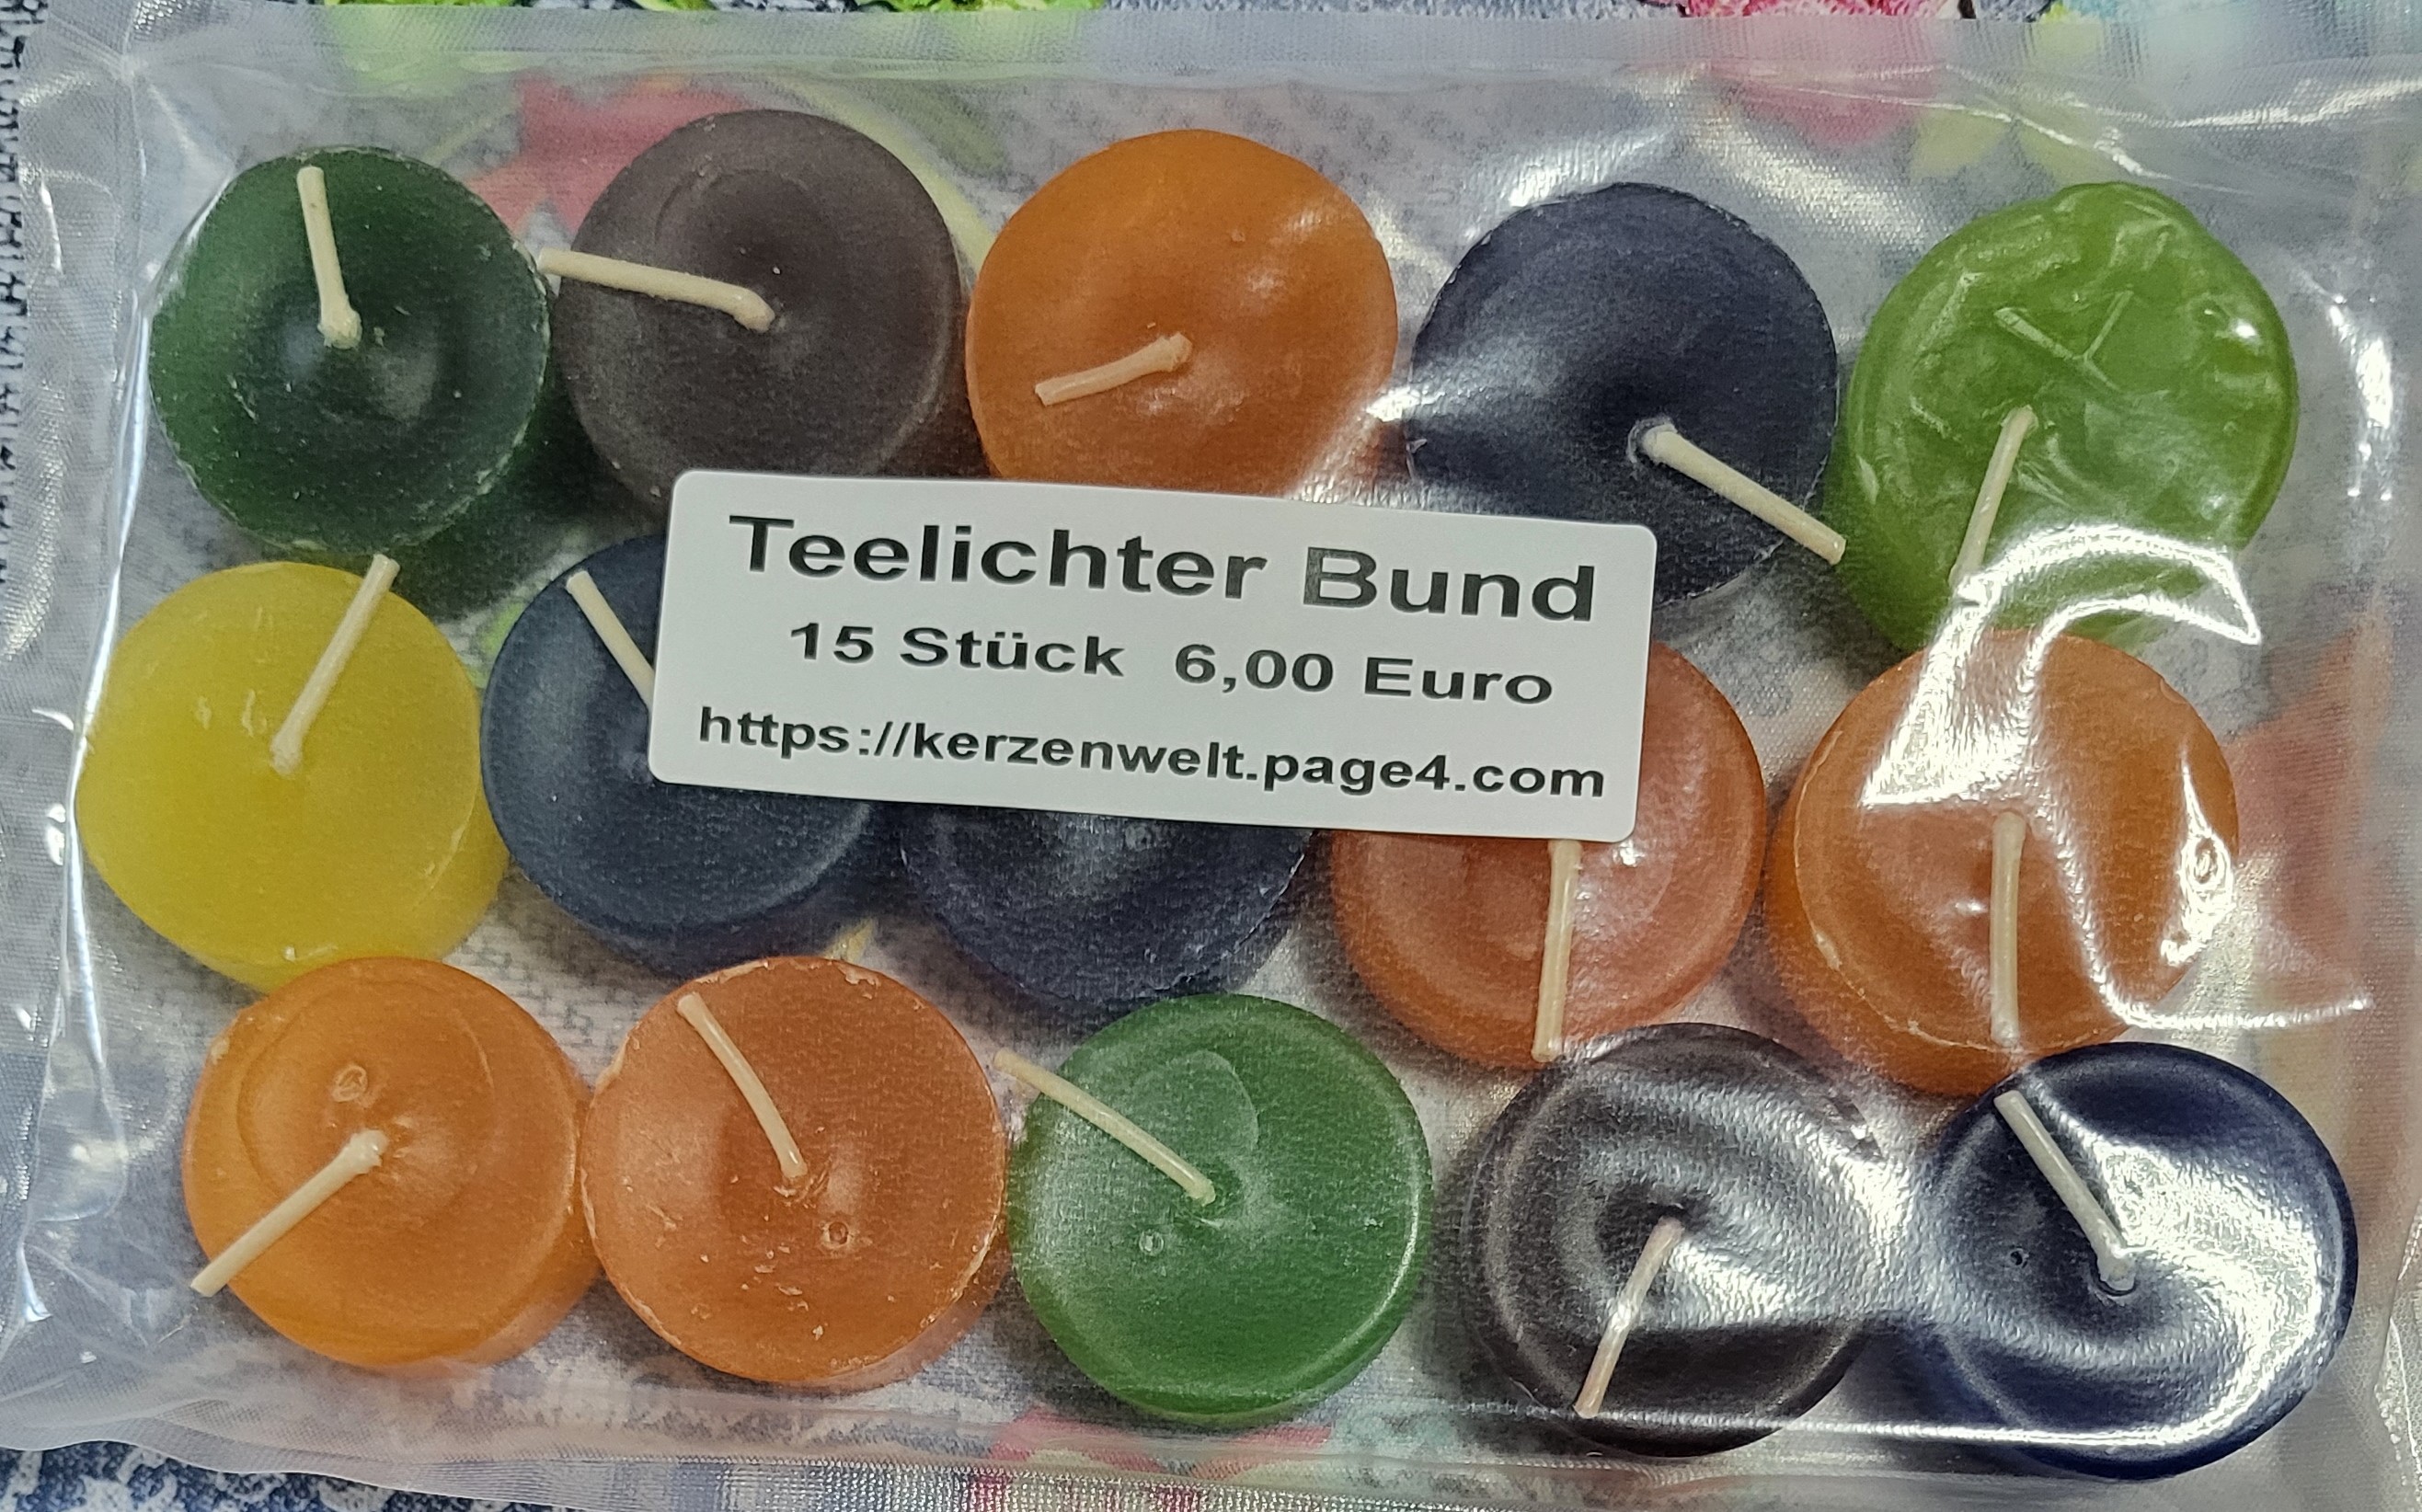 Teelichter Bund
15 Stück 6,00 Euro
https://kerzenwelt.page4.com